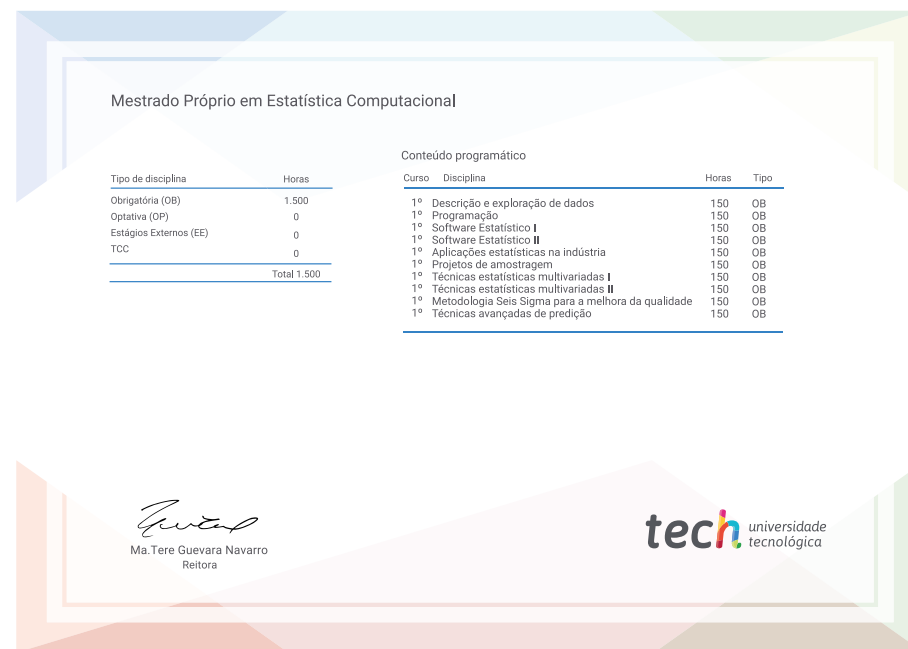 Mestrado Próprio em Estatística Computacional
Tipo de disciplina Horas
Obrigatória (OB) 1.500
Optativa (OP) 0
Estágios Externos (EE) 0
TCC 0
Total 1.500
Conteúdo programático
Curso Disciplina Horas Tipo
1º Descrição e exploração de dados 150 OB
1º Programação 150 OB
1º Software Estatístico I 150 OB
1º Software Estatístico II 150 OB
1º Aplicações estatísticas na indústria 150 OB
1º Projetos de amostragem 150 OB
1º Técnicas estatísticas multivariadas I 150 OB
1º Técnicas estatísticas multivariadas II 150 OB
1º Metodologia Seis Sigma para a melhora da qualidade 150 OB
1º Técnicas avançadas de predição 150 OB
Ma.Tere Guevara Navarro
Reitora
tech universidade
tecnológica